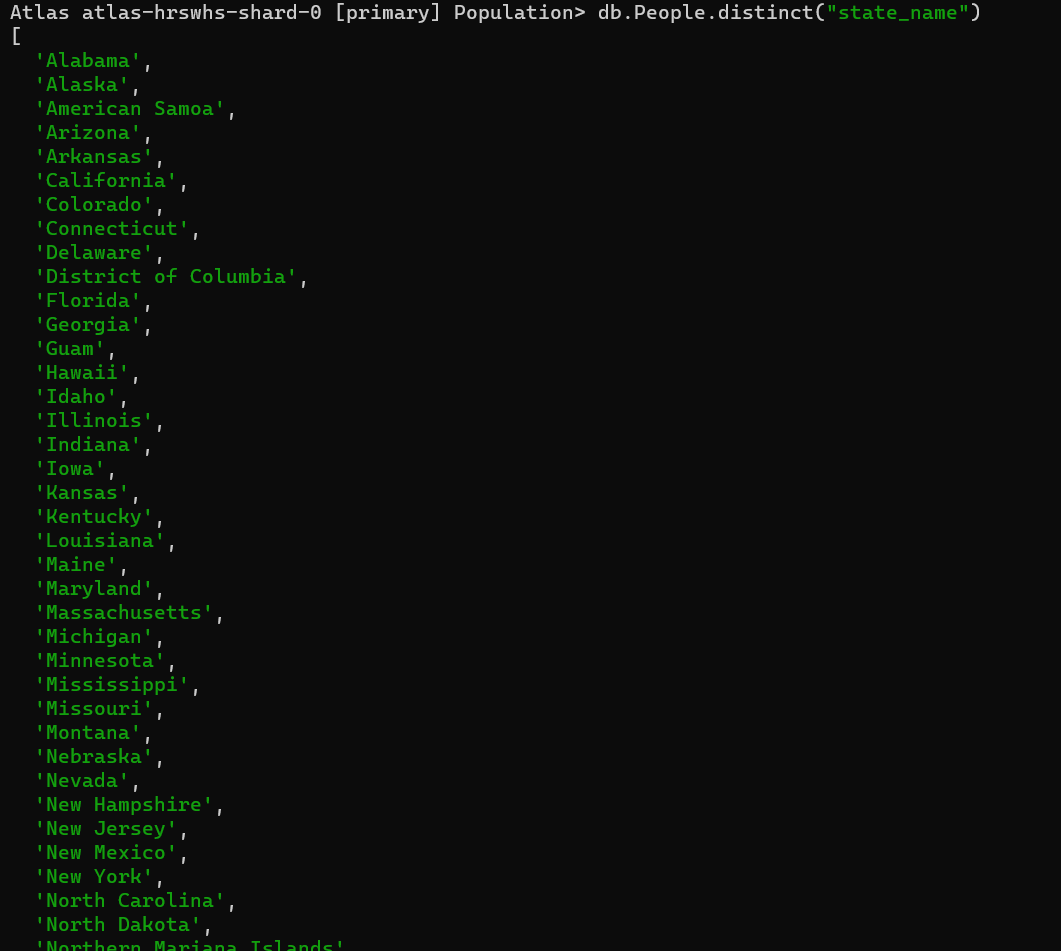 Atlas atlas-hrswhs-shard-0 [primary] Population> db.People.distinct("state_name")
[
  'Alabama',
  'Alaska',
  'American Samoa',
  'Arizona',
  'Arkansas',
  'California',
  'Colorado',
  'Connecticut',
  'Delaware',
  'District of Columbia',
  'Florida',
  'Georgia',
  'Guam',
  'Hawaii',
  'Idaho',
  'Illinois',
  'Indiana',
  'Iowa',
  'Kansas',
  'Kentucky',
  'Louisiana',
  'Maine',
  'Maryland',
  'Massachusetts',
  'Michigan',
  'Minnesota',
  'Mississippi',
  'Missouri',
  'Montana',
  'Nebraska',
  'Nevada',
  'New Hampshire',
  'New Jersey',
  'New Mexico',
  'New York',
  'North Carolina',
  'North Dakota',
  'Northern Mariana Islands'